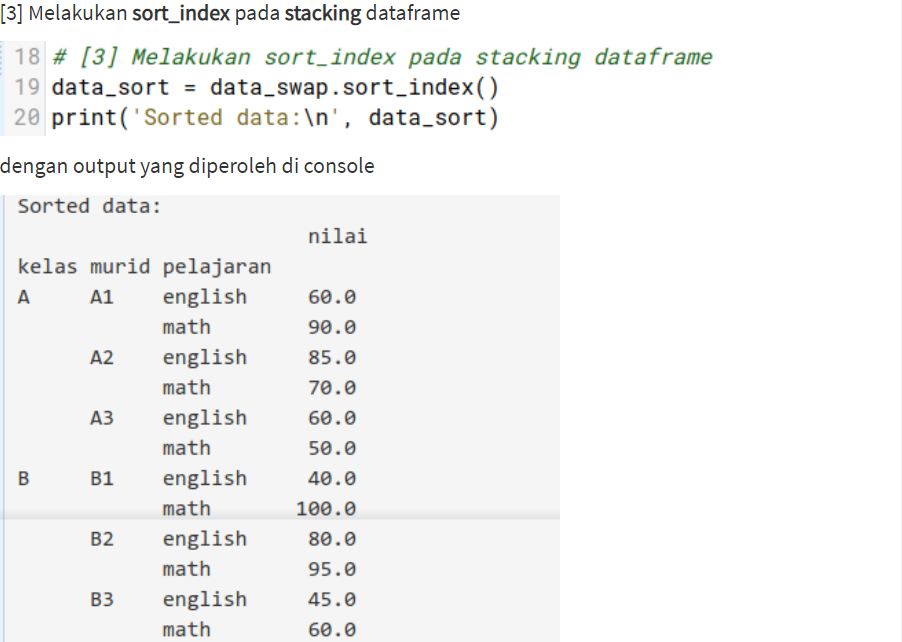 [3] Melakukan sort_index pada stacking dataframe
18 # [3] Melakukan sort_index pada stacking dataframe
19 data_sort = data_swap.sort_index()
20 print('Sorted data:\n', data_sort)
dengan output yang diperoleh di console
Sorted data:
nilai
kelas murid pelajaran
A A1 english 60.0
math 90.0
A2 english 85.0
math 70.0
A3 english 60.0
math 50.0
B B1 english 40.0
math 100.0
B2 english 80.0
math 95.0
B3 english 45.0
math 60.0